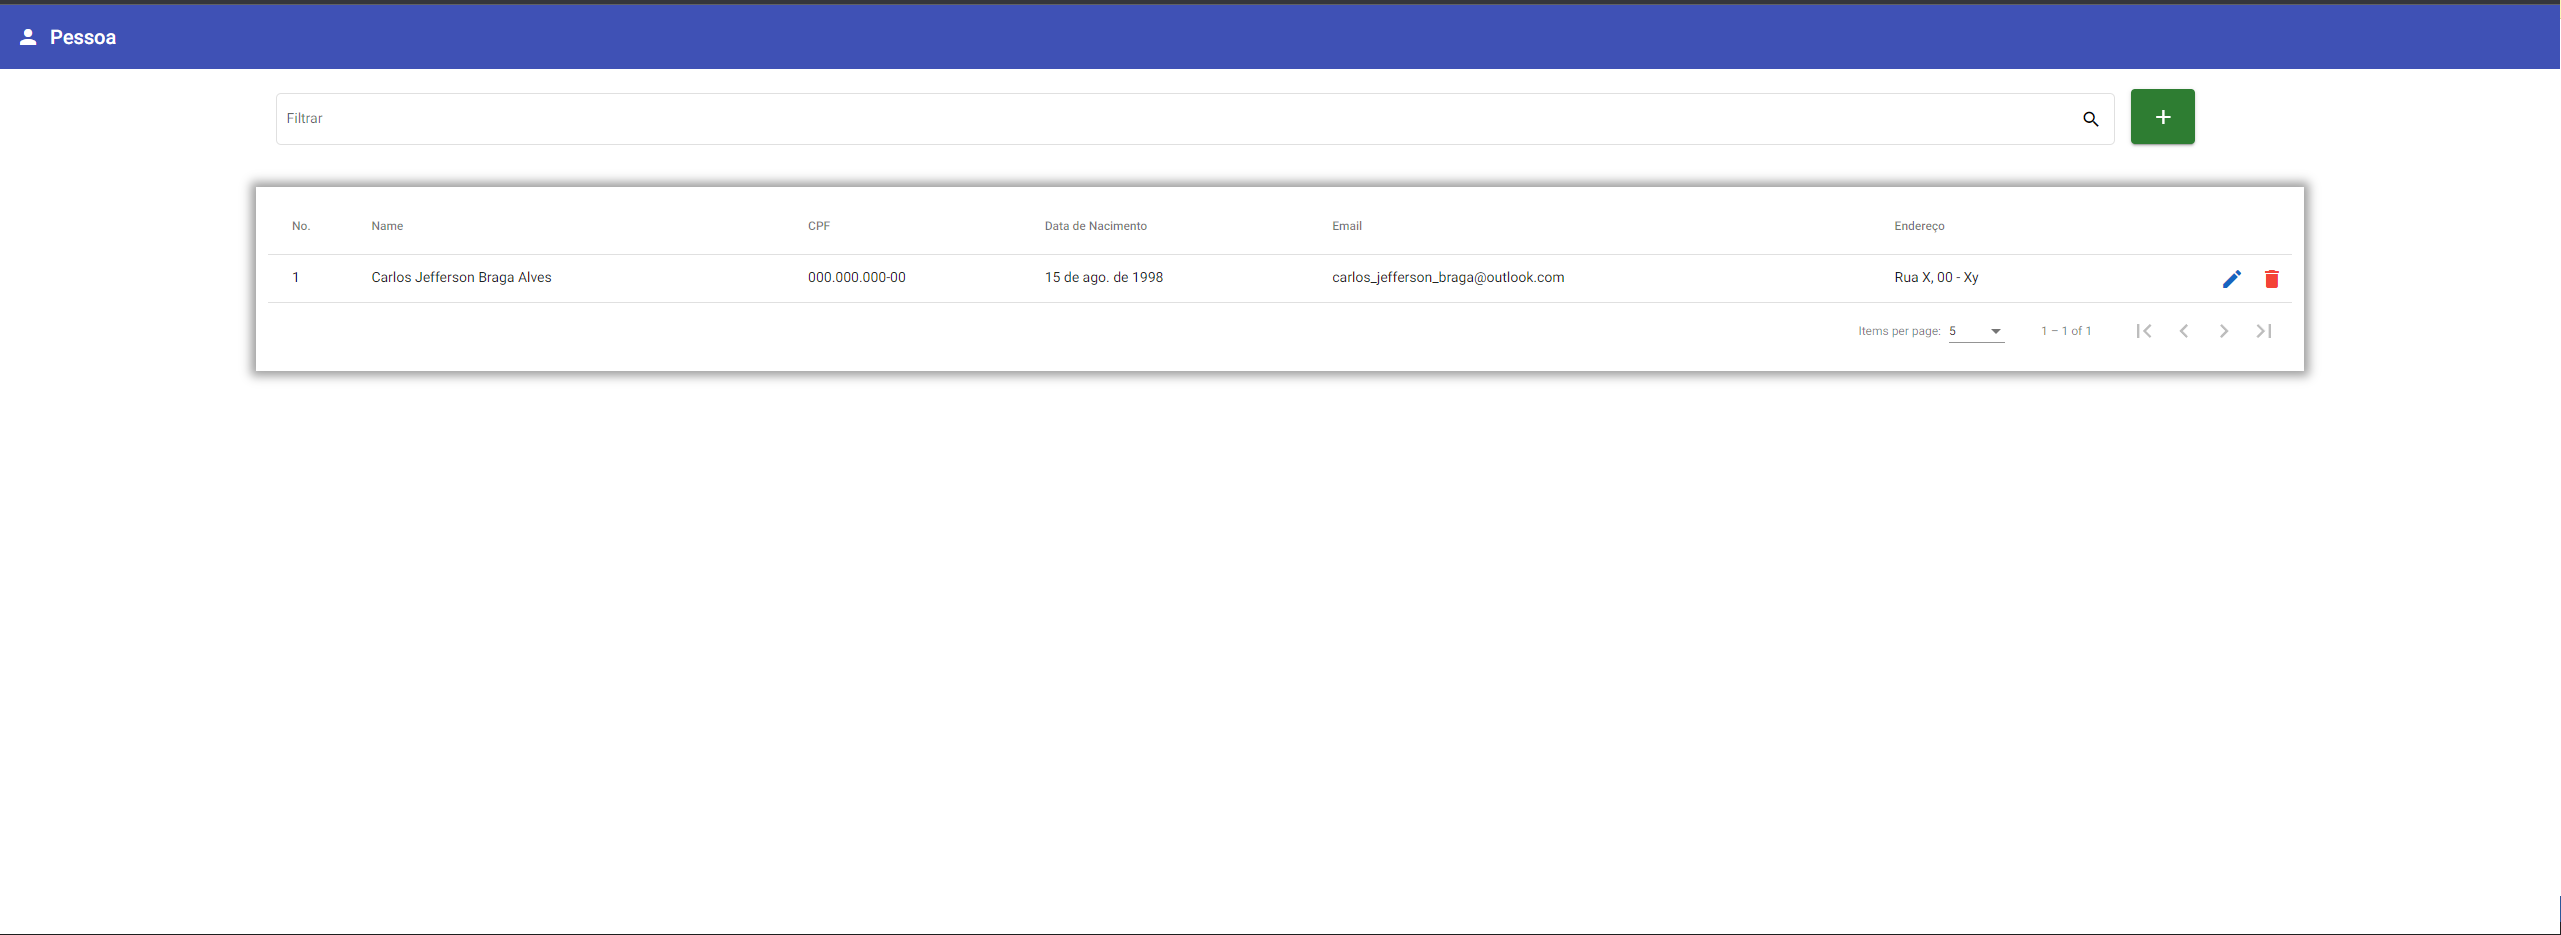 Pessoa
Filtrar
+
No. Name CPF Data de Nacimento Email Endereço
1 Carlos Jefferson Braga Alves 000.000.000-00 15 de ago. de 1998 carlos_jefferson_braga@outlook.com Rua X, 00 - Xy
Items per page: 5 1 – 1 of 1